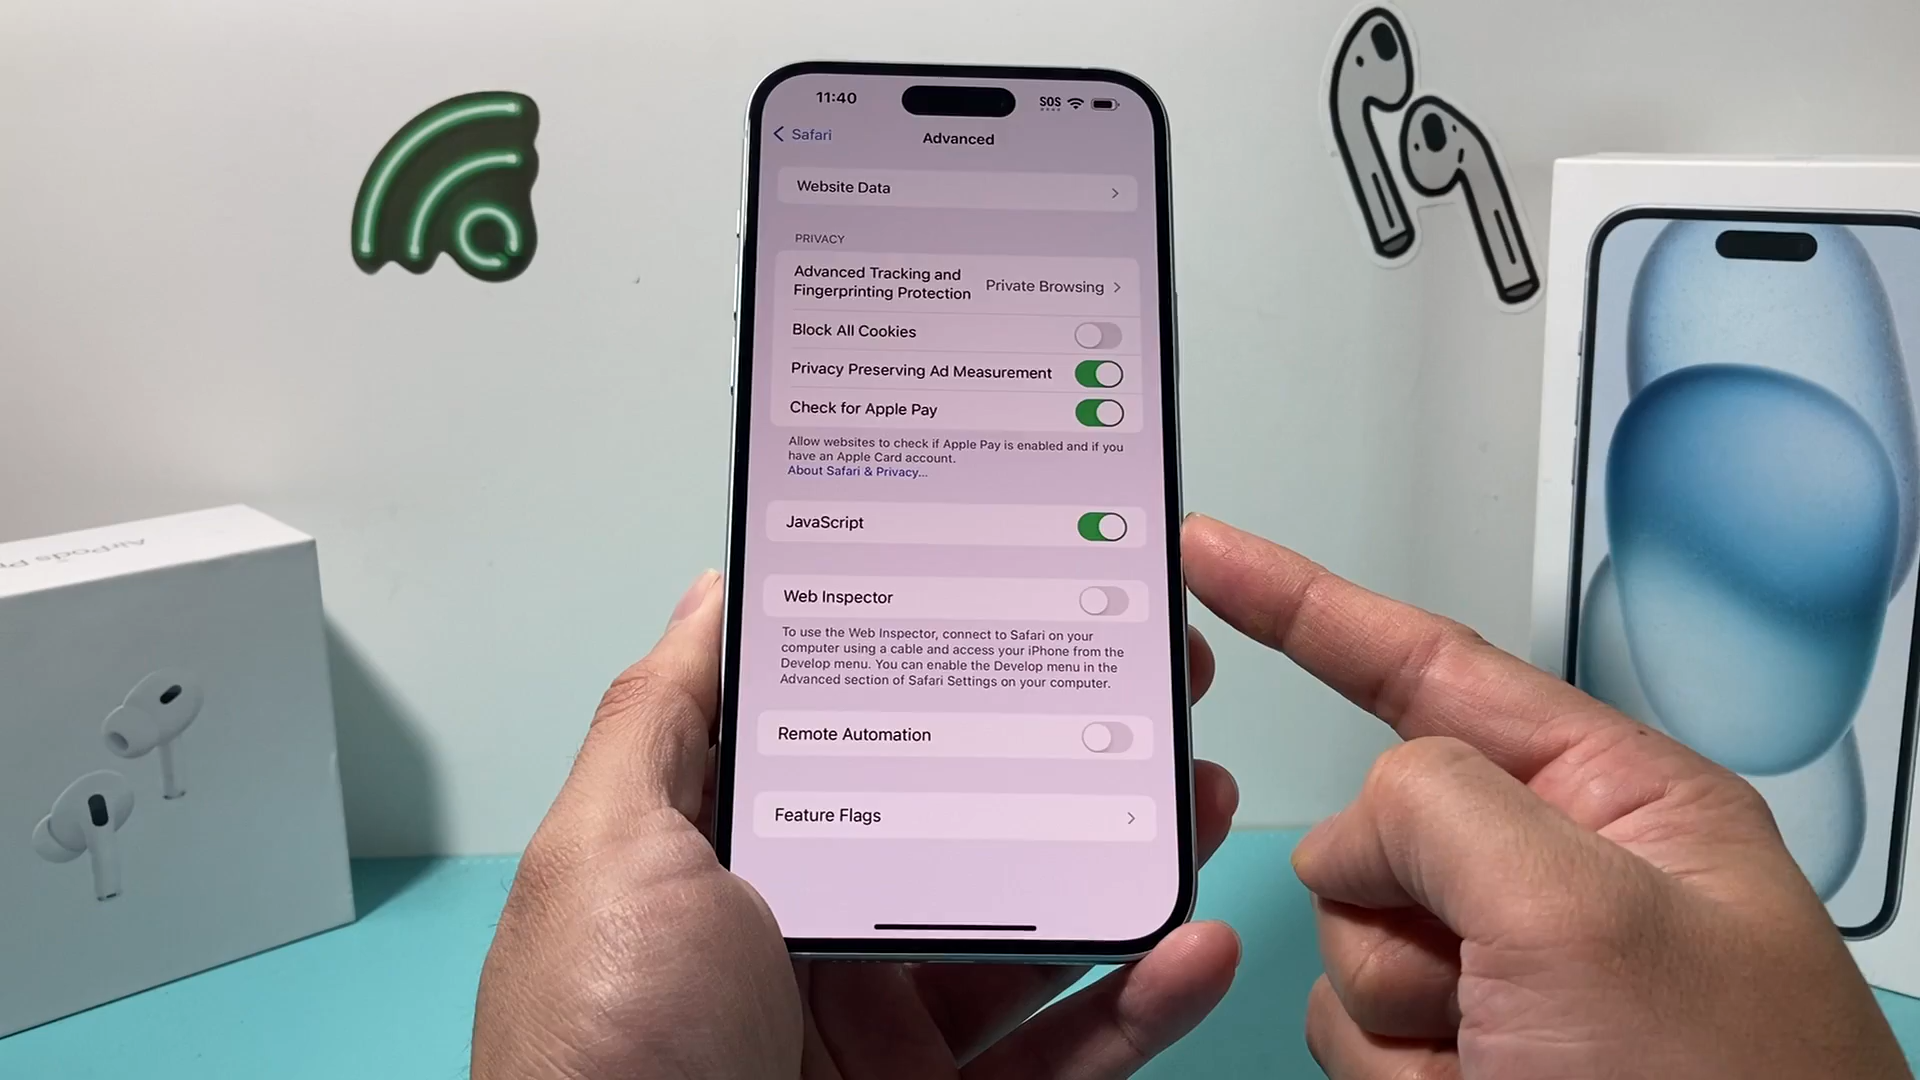 11:40
SOS
Safari
Advanced
Website Data
PRIVACY
Advanced Tracking and
Fingerprinting Protection
Private Browsing
Block All Cookies
Privacy Preserving Ad Measurement
Check for Apple Pay
Allow websites to check if Apple Pay is enabled and if you
have an Apple Card account.
About Safari & Privacy...
JavaScript
Web Inspector
To use the Web Inspector, connect to Safari on your
computer using a cable and access your iPhone from the
Develop menu. You can enable the Develop menu in the
Advanced section of Safari Settings on your computer.
Remote Automation
Feature Flags
AirPods